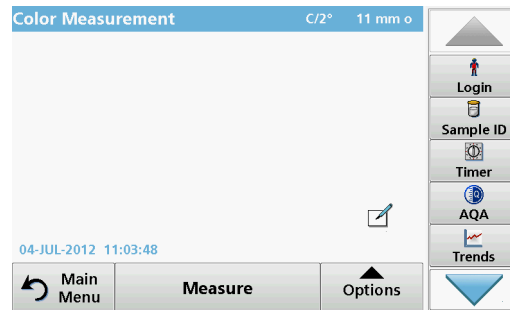 Color Measurement C/2° 11 mm o
Login
Sample ID
Timer
AQA
Trends
04-JUL-2012 11:03:48
Main
Menu
Measure
Options